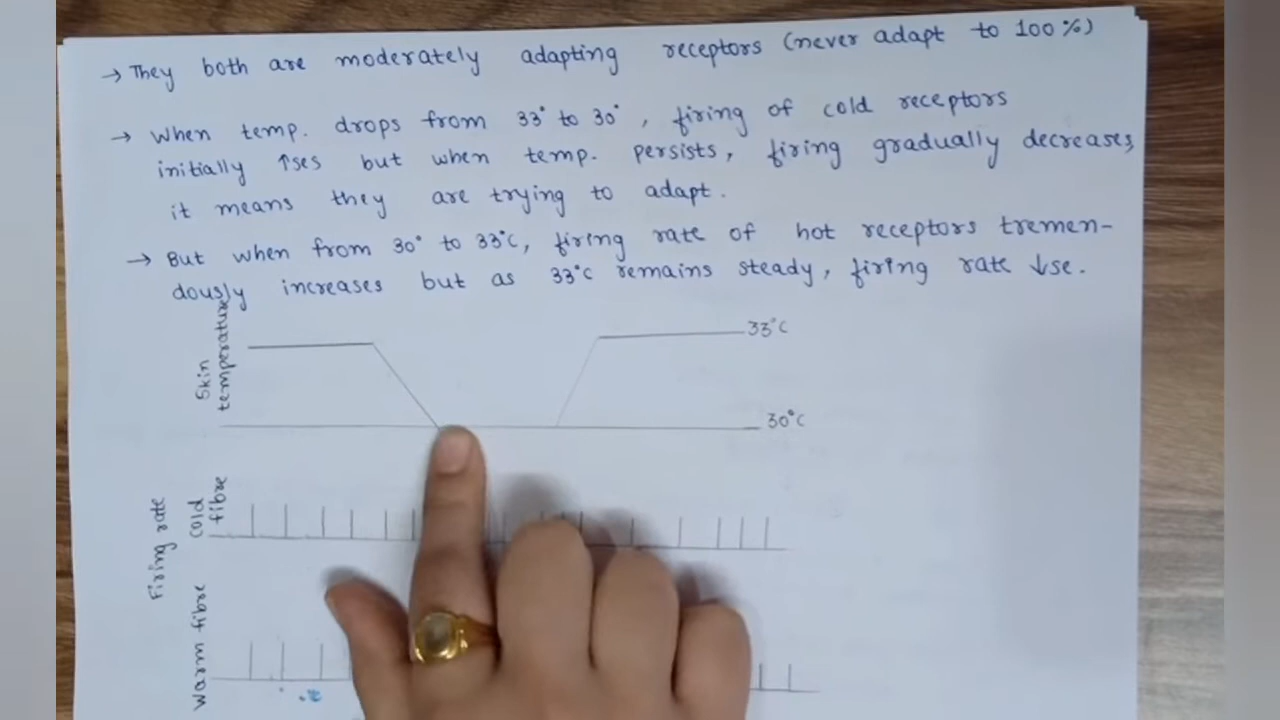 → They both are moderately adapting receptors (never adapt to 100%)
→ When temp. drops from 33° to 30°, firing of cold receptors
initially ↑ses but when temp. persists, firing gradually decreases,
it means they are trying to adapt.
→ But when from 30° to 33°C, firing rate of hot receptors tremen-
dously increases but as 33°C remains steady, firing rate ↓se.
Skin
temperature
33°C
30°C
Firing rate
Cold
fibre
Warm fibre